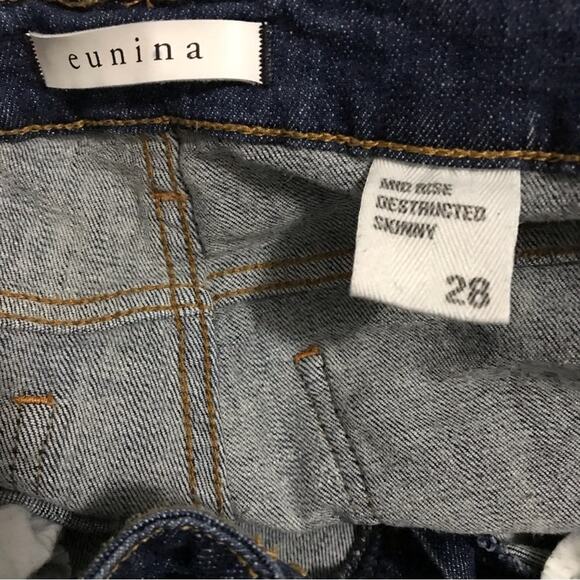 eunina
MID RISE
DESTRUCTED
SKINNY
28